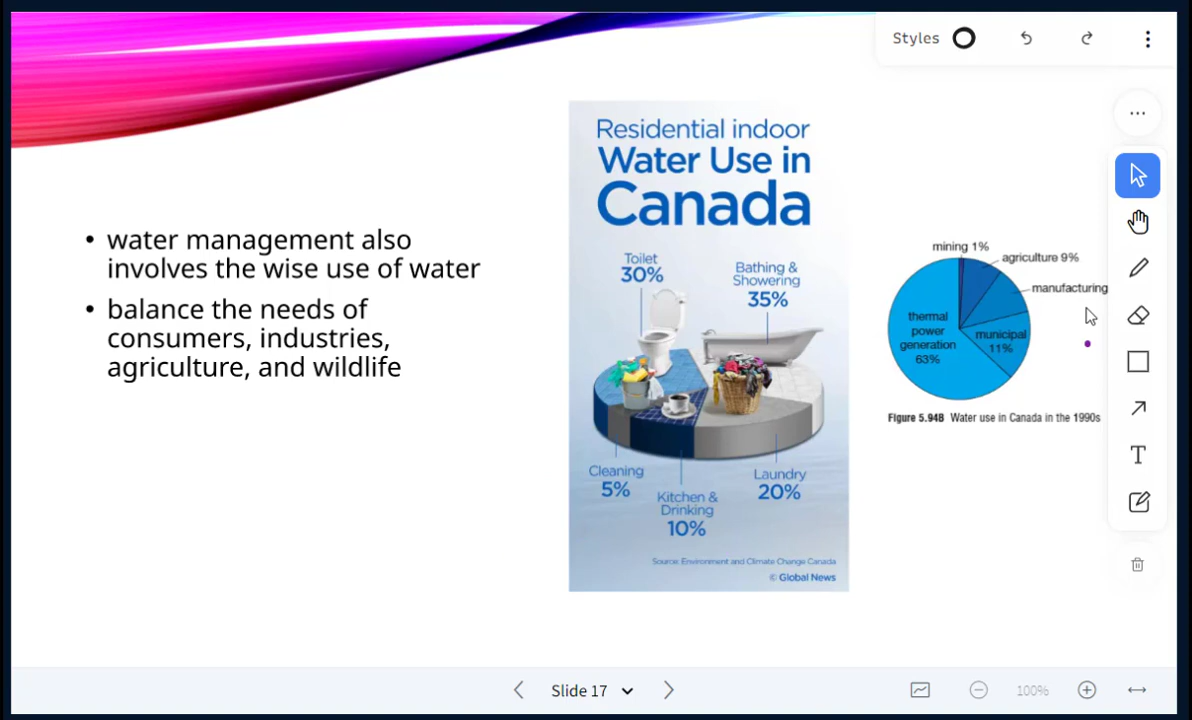 Styles
• water management also
involves the wise use of water
• balance the needs of
consumers, industries,
agriculture, and wildlife
Residential indoor
Water Use in
Canada
Toilet
30%
Bathing &
Showering
35%
Cleaning
5%
Kitchen &
Drinking
10%
Laundry
20%
Source: Environment and Climate Change Canada
© Global News
mining 1%
agriculture 9%
manufacturing
thermal
power
generation
63%
municipal
11%
Figure 5.94B Water use in Canada in the 1990s
T
Slide 17
100%